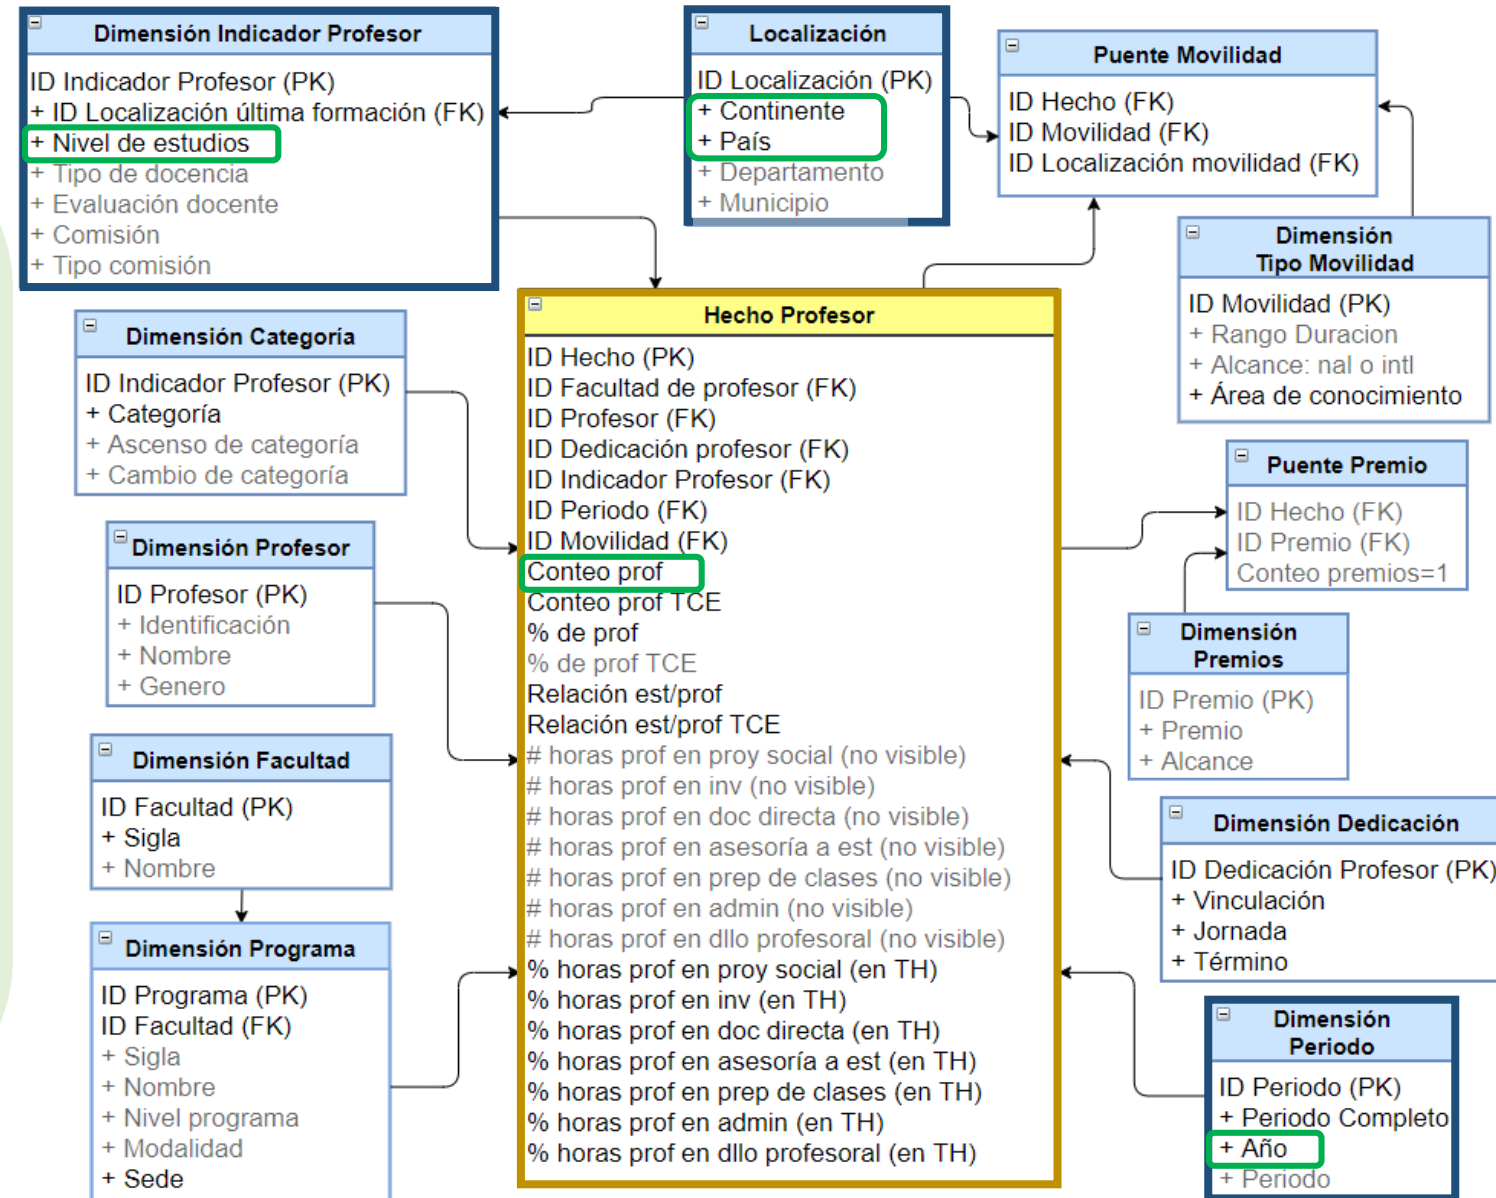 Dimensión Indicador Profesor
ID Indicador Profesor (PK)
+ ID Localización última formación (FK)
+ Nivel de estudios
+ Tipo de docencia
+ Evaluación docente
+ Comisión
+ Tipo comisión
Localización
ID Localización (PK)
+ Continente
+ País
+ Departamento
+ Municipio
Puente Movilidad
ID Hecho (FK)
ID Movilidad (FK)
ID Localización movilidad (FK)
Dimensión
Tipo Movilidad
ID Movilidad (PK)
+ Rango Duracion
+ Alcance: nal o intl
+ Área de conocimiento
Dimensión Categoría
ID Indicador Profesor (PK)
+ Categoría
+ Ascenso de categoría
+ Cambio de categoría
Dimensión Profesor
ID Profesor (PK)
+ Identificación
+ Nombre
+ Genero
Dimensión Facultad
ID Facultad (PK)
+ Sigla
+ Nombre
Dimensión Programa
ID Programa (PK)
ID Facultad (FK)
+ Sigla
+ Nombre
+ Nivel programa
+ Modalidad
+ Sede
Hecho Profesor
ID Hecho (PK)
ID Facultad de profesor (FK)
ID Profesor (FK)
ID Dedicación profesor (FK)
ID Indicador Profesor (FK)
ID Periodo (FK)
ID Movilidad (FK)
Conteo prof
Conteo prof TCE
% de prof
% de prof TCE
Relación est/prof
Relación est/prof TCE
# horas prof en proy social (no visible)
# horas prof en inv (no visible)
# horas prof en doc directa (no visible)
# horas prof en asesoría a est (no visible)
# horas prof en prep de clases (no visible)
# horas prof en admin (no visible)
# horas prof en dllo profesoral (no visible)
% horas prof en proy social (en TH)
% horas prof en inv (en TH)
% horas prof en doc directa (en TH)
% horas prof en asesoría a est (en TH)
% horas prof en prep de clases (en TH)
% horas prof en admin (en TH)
% horas prof en dllo profesoral (en TH)
Puente Premio
ID Hecho (FK)
ID Premio (FK)
Conteo premios=1
Dimensión
Premios
ID Premio (PK)
+ Premio
+ Alcance
Dimensión Dedicación
ID Dedicación Profesor (PK)
+ Vinculación
+ Jornada
+ Término
Dimensión
Periodo
ID Periodo (PK)
+ Periodo Completo
+ Año
+ Periodo